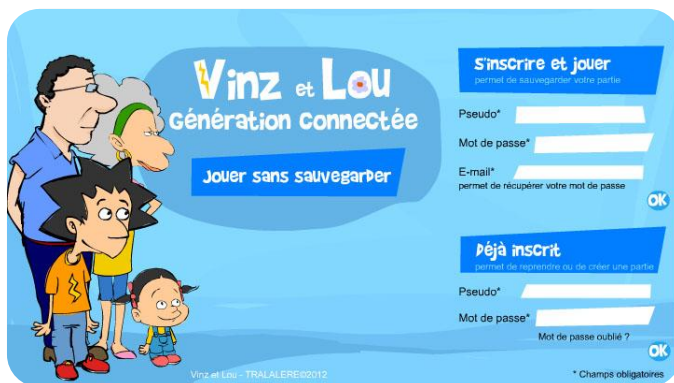 Vinz et Lou
Génération connectée
Jouer sans sauvegarder
S'inscrire et jouer
permet de sauvegarder votre partie
Pseudo*
Mot de passe*
E-mail*
permet de récupérer votre mot de passe
OK
Déjà inscrit
permet de reprendre ou de créer une partie
Pseudo*
Mot de passe*
Mot de passe oublié ?
OK
Vinz et Lou - TRALALERE©2012
* Champs obligatoires